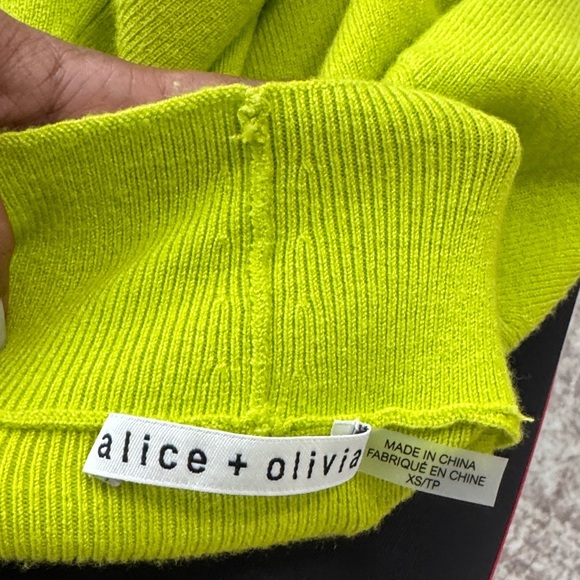 alice + olivia
MADE IN CHINA
FABRIQUÉ EN CHINE
XS/TP